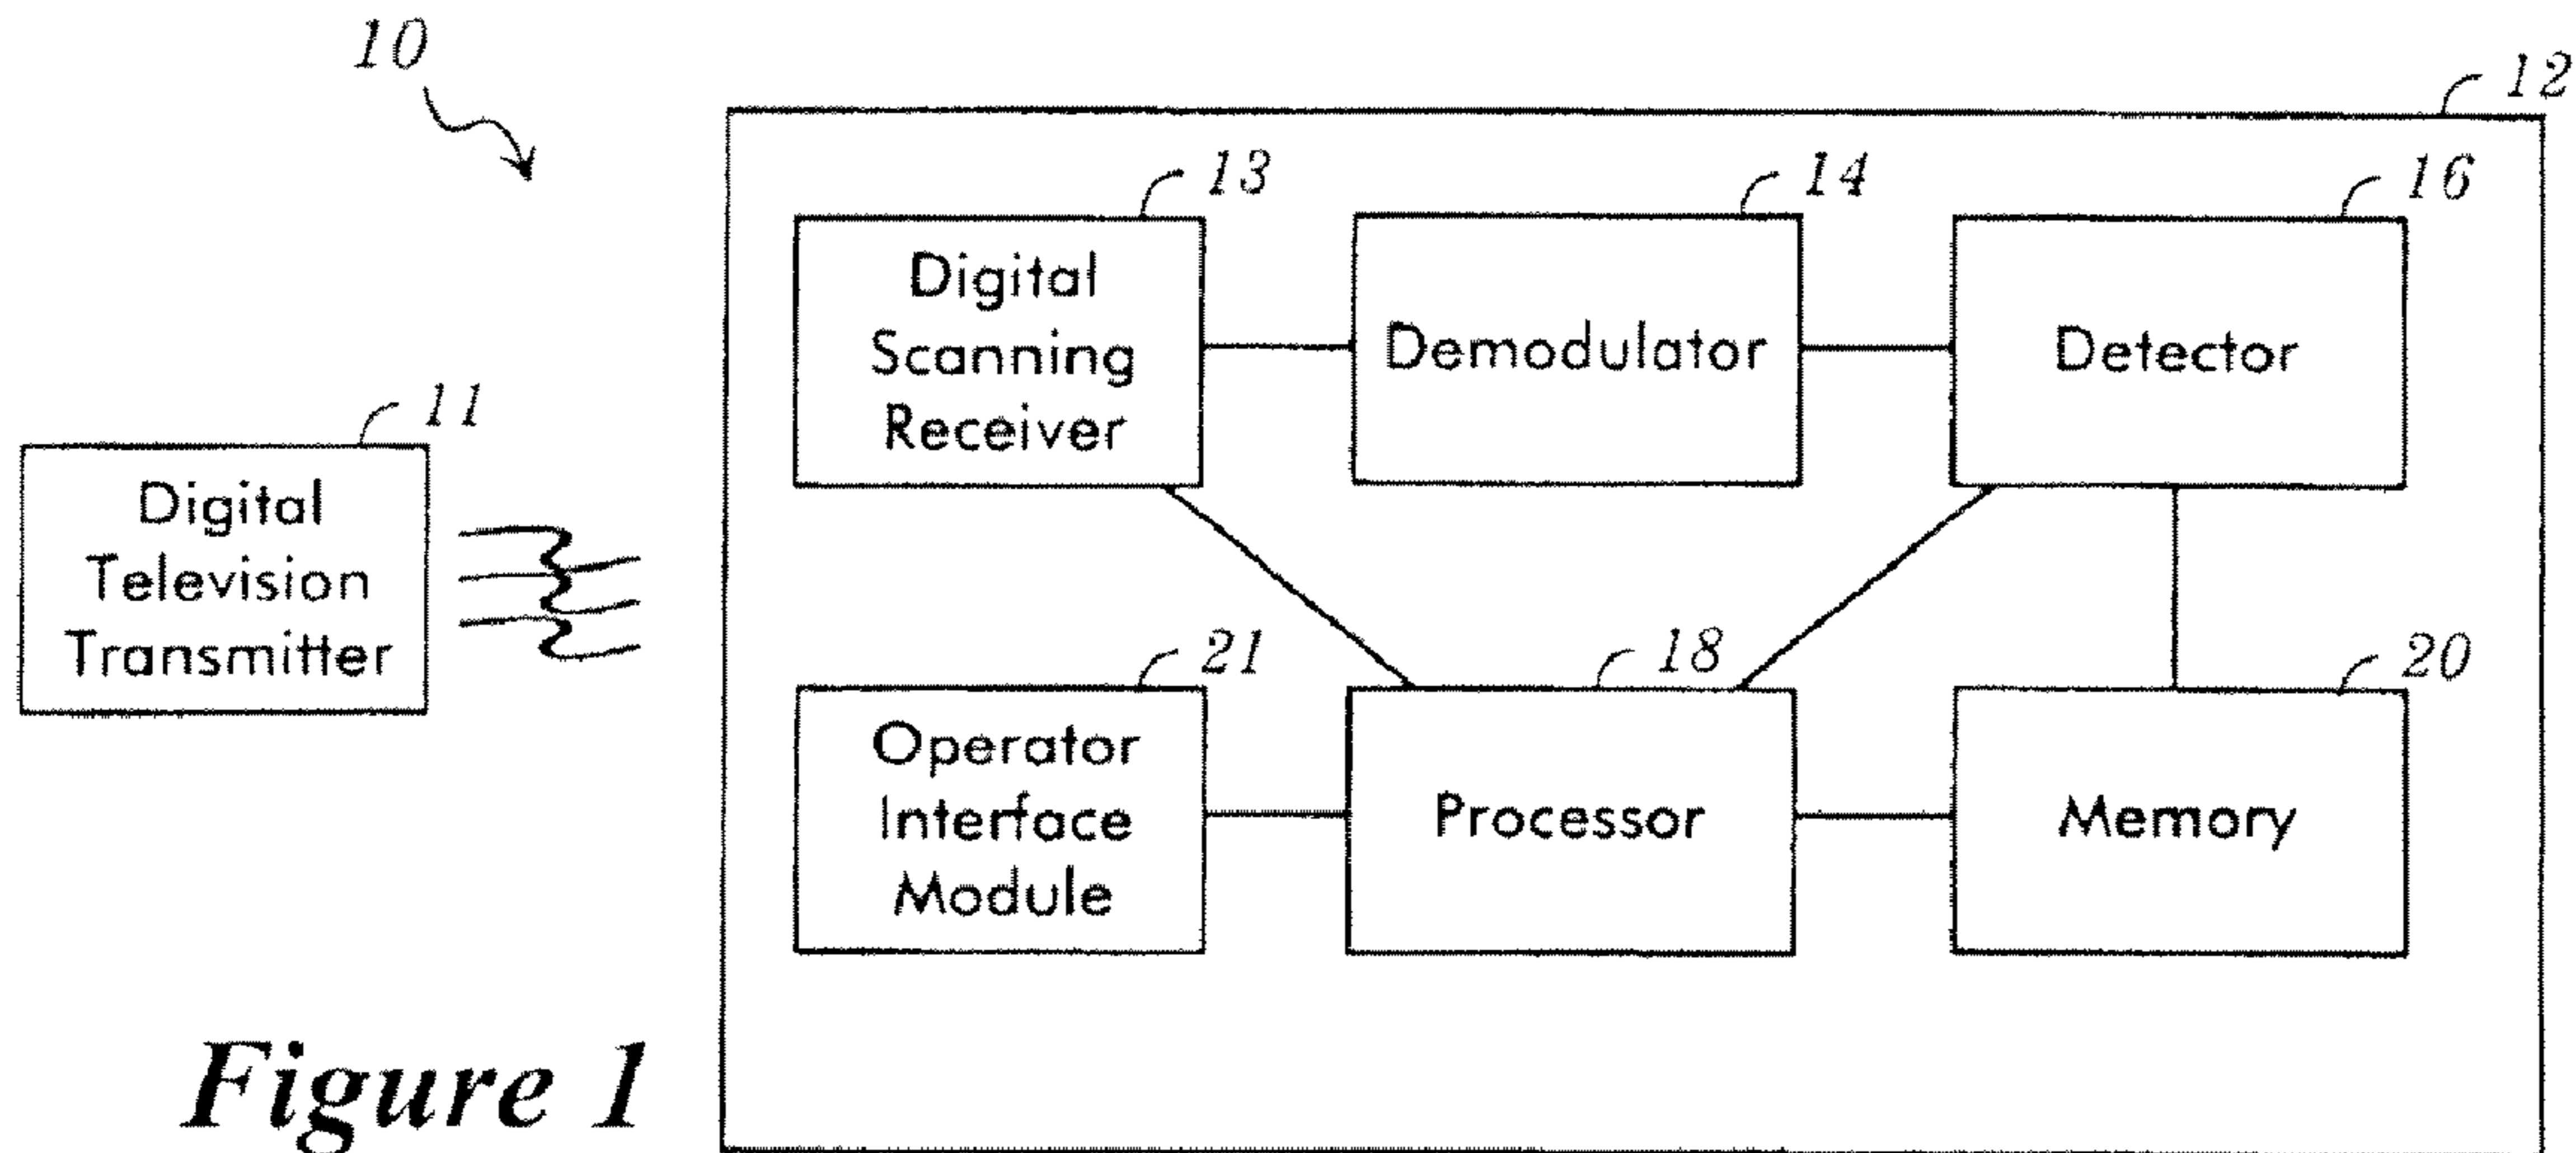 10
12
13
14
16
Digital
Scanning
Receiver
Demodulator
Detector
11
Digital
Television
Transmitter
21
18
20
Operator
Interface
Module
Processor
Memory
Figure 1